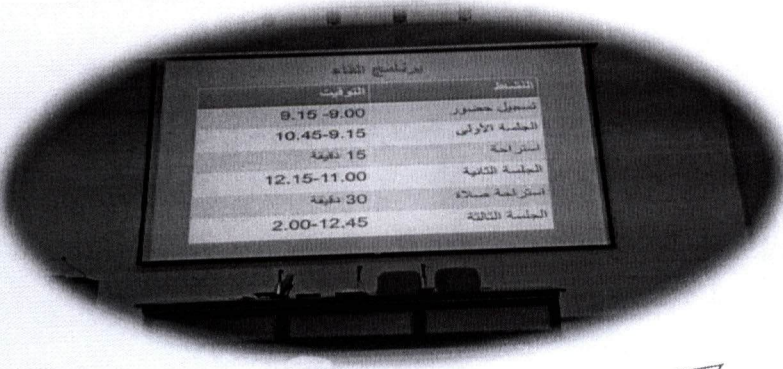 برنامج اللقاء
النشاط التوقيت
تسجيل حضور 9.00- 9.15
الجلسة الأولى 9.15-10.45
استراحة 15 دقيقة
الجلسة الثانية 11.00-12.15
استراحة صلاة 30 دقيقة
الجلسة الثالثة 12.45-2.00